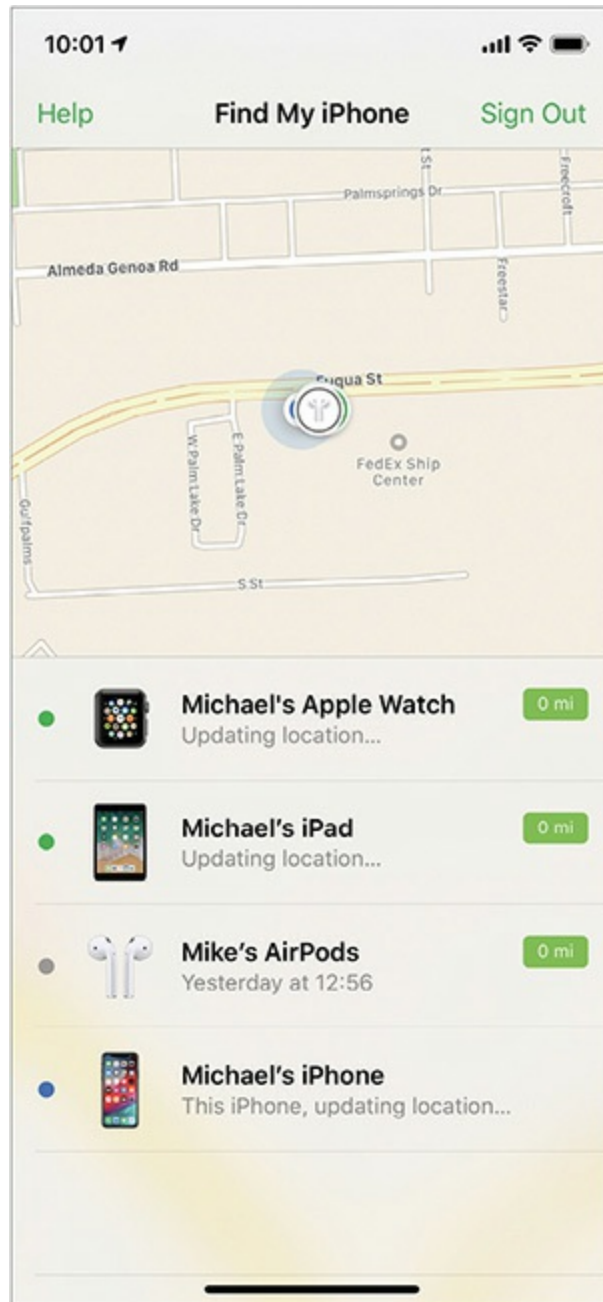 10:01
Help
Find My iPhone
Sign Out
t St
Freecroft
Palmsprings Dr
Almeda Genoa Rd
Freestar
Fuqua St
W Palm Lake Dr
E Palm Lake Dr
FedEx Ship
Center
Gulfpalms
S St
Michael's Apple Watch
0 mi
Updating location...
Michael’s iPad
0 mi
Updating location...
Mike’s AirPods
0 mi
Yesterday at 12:56
Michael’s iPhone
This iPhone, updating location...